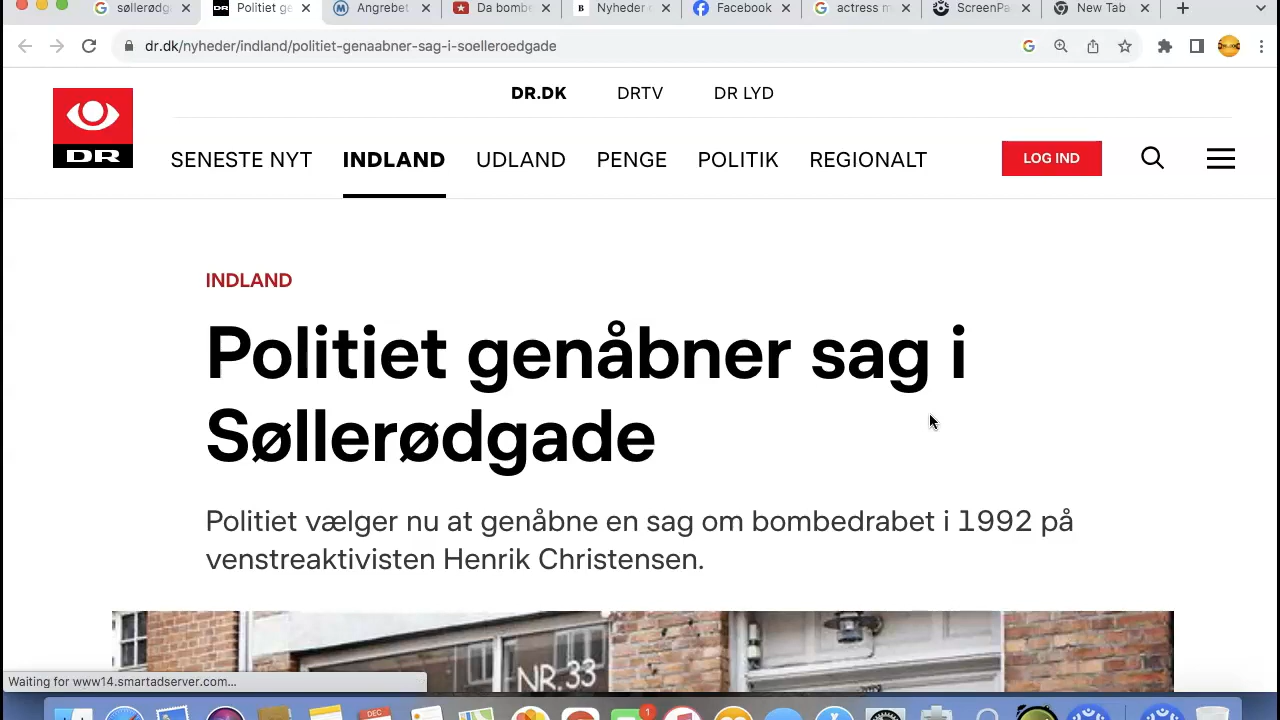 søllerødg
Politiet ge
Angrebet
Da bombe
Nyheder
Facebook
actress m
ScreenPa
New Tab
dr.dk/nyheder/indland/politiet-genaabner-sag-i-soelleroedgade
DR.DK DRTV DR LYD
DR
SENESTE NYT INDLAND UDLAND PENGE POLITIK REGIONALT LOG IND
INDLAND
Politiet genåbner sag i
Søllerødgade
Politiet vælger nu at genåbne en sag om bombedrabet i 1992 på
venstreaktivisten Henrik Christensen.
NR.33
Waiting for www14.smartadserver.com...
DEC
1